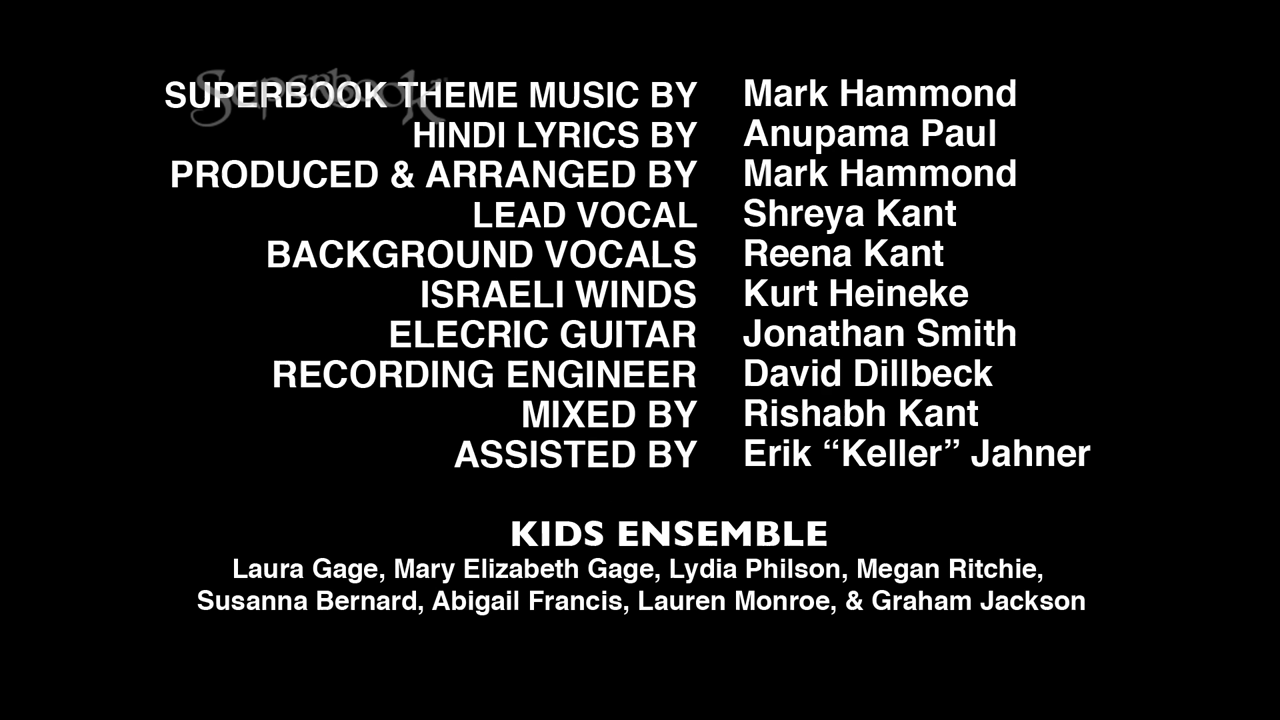 Superbook
SUPERBOOK THEME MUSIC BY Mark Hammond
HINDI LYRICS BY Anupama Paul
PRODUCED & ARRANGED BY Mark Hammond
LEAD VOCAL Shreya Kant
BACKGROUND VOCALS Reena Kant
ISRAELI WINDS Kurt Heineke
ELECRIC GUITAR Jonathan Smith
RECORDING ENGINEER David Dillbeck
MIXED BY Rishabh Kant
ASSISTED BY Erik “Keller” Jahner
KIDS ENSEMBLE
Laura Gage, Mary Elizabeth Gage, Lydia Philson, Megan Ritchie,
Susanna Bernard, Abigail Francis, Lauren Monroe, & Graham Jackson